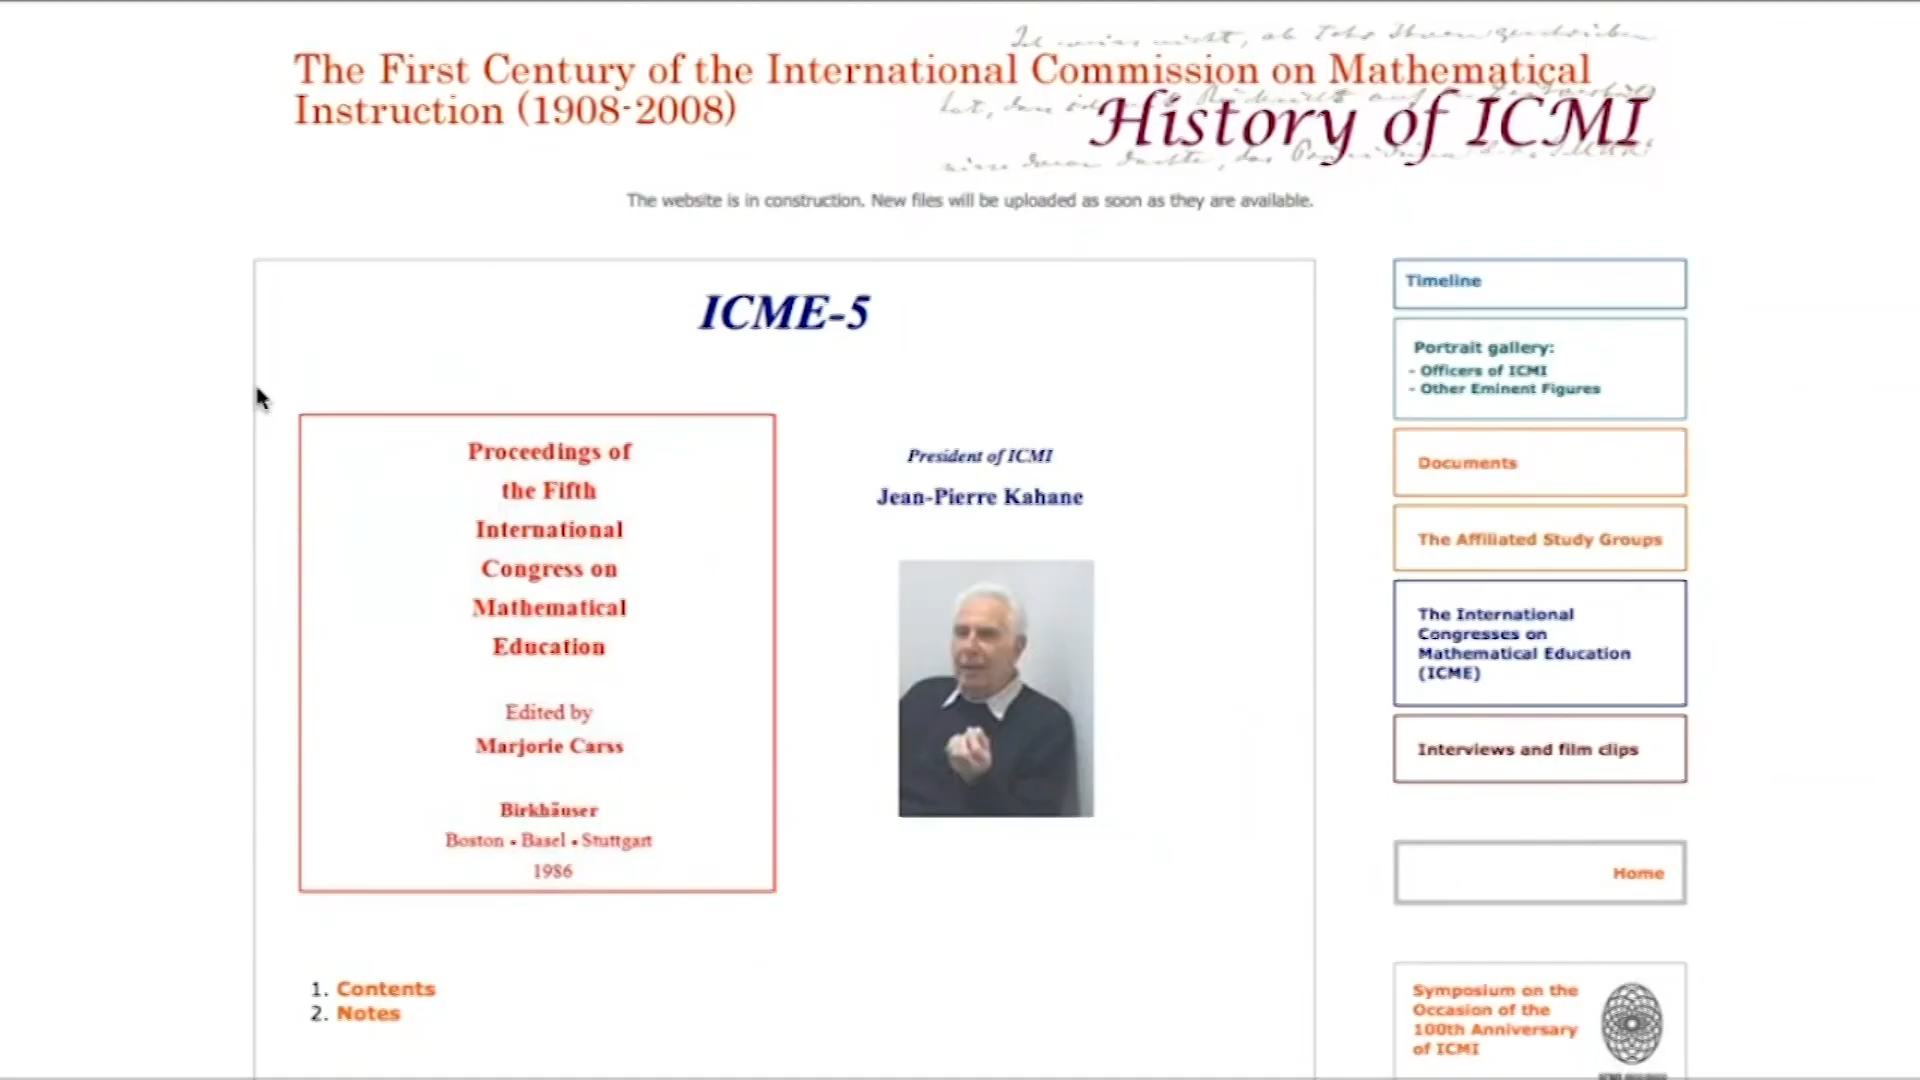 The First Century of the International Commission on Mathematical
Instruction (1908-2008)
History of ICMI
The website is in construction. New files will be uploaded as soon as they are available.
ICME-5
Proceedings of
the Fifth
International
Congress on
Mathematical
Education
Edited by
Marjorie Carss
Birkhäuser
Boston • Basel • Stuttgart
1986
President of ICMI
Jean-Pierre Kahane
1. Contents
2. Notes
Timeline
Portrait gallery:
- Officers of ICMI
- Other Eminent Figures
Documents
The Affiliated Study Groups
The International
Congresses on
Mathematical Education
(ICME)
Interviews and film clips
Home
Symposium on the
Occasion of the
100th Anniversary
of ICMI